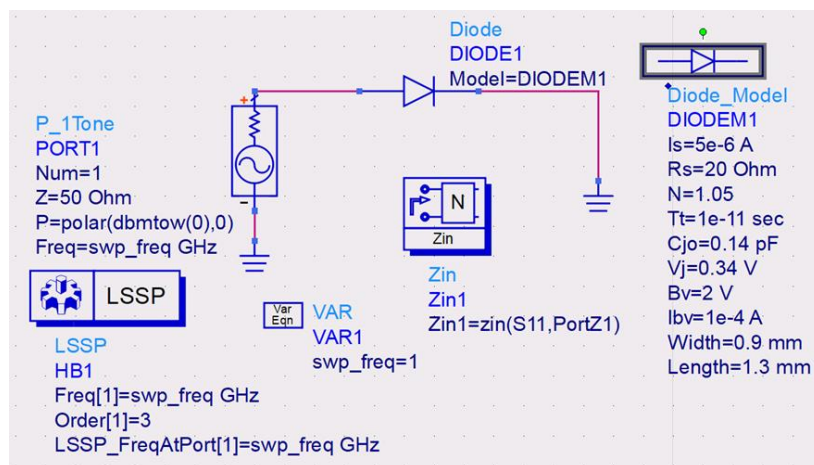 Diode
DIODE1
Model=DIODEM1
P_1Tone
PORT1
Num=1
Z=50 Ohm
P=polar(dbmtow(0),0)
Freq=swp_freq GHz
+
-
Diode_Model
DIODEM1
Is=5e-6 A
Rs=20 Ohm
N=1.05
Tt=1e-11 sec
Cjo=0.14 pF
Vj=0.34 V
Bv=2 V
Ibv=1e-4 A
Width=0.9 mm
Length=1.3 mm
N
Zin
Zin
Zin1
Zin1=zin(S11,PortZ1)
LSSP
LSSP
HB1
Freq[1]=swp_freq GHz
Order[1]=3
LSSP_FreqAtPort[1]=swp_freq GHz
Var
Eqn
VAR
VAR1
swp_freq=1